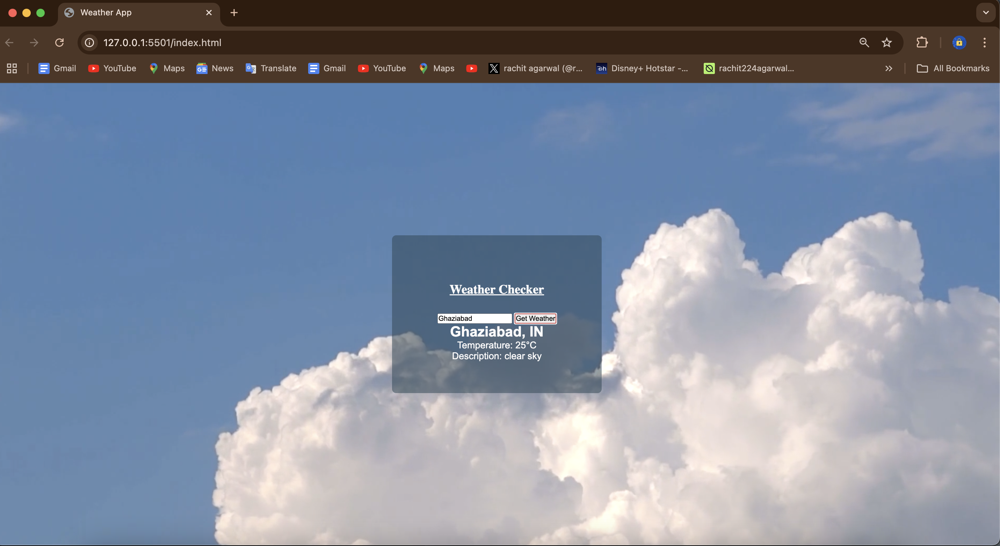 Weather App
127.0.0.1:5501/index.html
Gmail YouTube Maps News Translate Gmail YouTube Maps rachit agarwal (@r... Disney+ Hotstar -... rachit224agarwal... All Bookmarks
Weather Checker
Ghaziabad Get Weather
Ghaziabad, IN
Temperature: 25°C
Description: clear sky